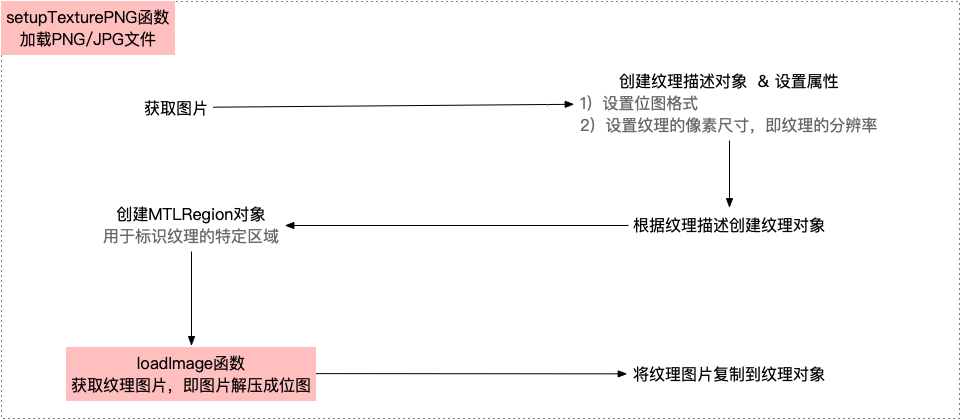 setupTexturePNG函数
加载PNG/JPG文件
获取图片
创建纹理描述对象 & 设置属性
1）设置位图格式
2）设置纹理的像素尺寸，即纹理的分辨率
根据纹理描述创建纹理对象
创建MTLRegion对象
用于标识纹理的特定区域
loadImage函数
获取纹理图片，即图片解压成位图
将纹理图片复制到纹理对象